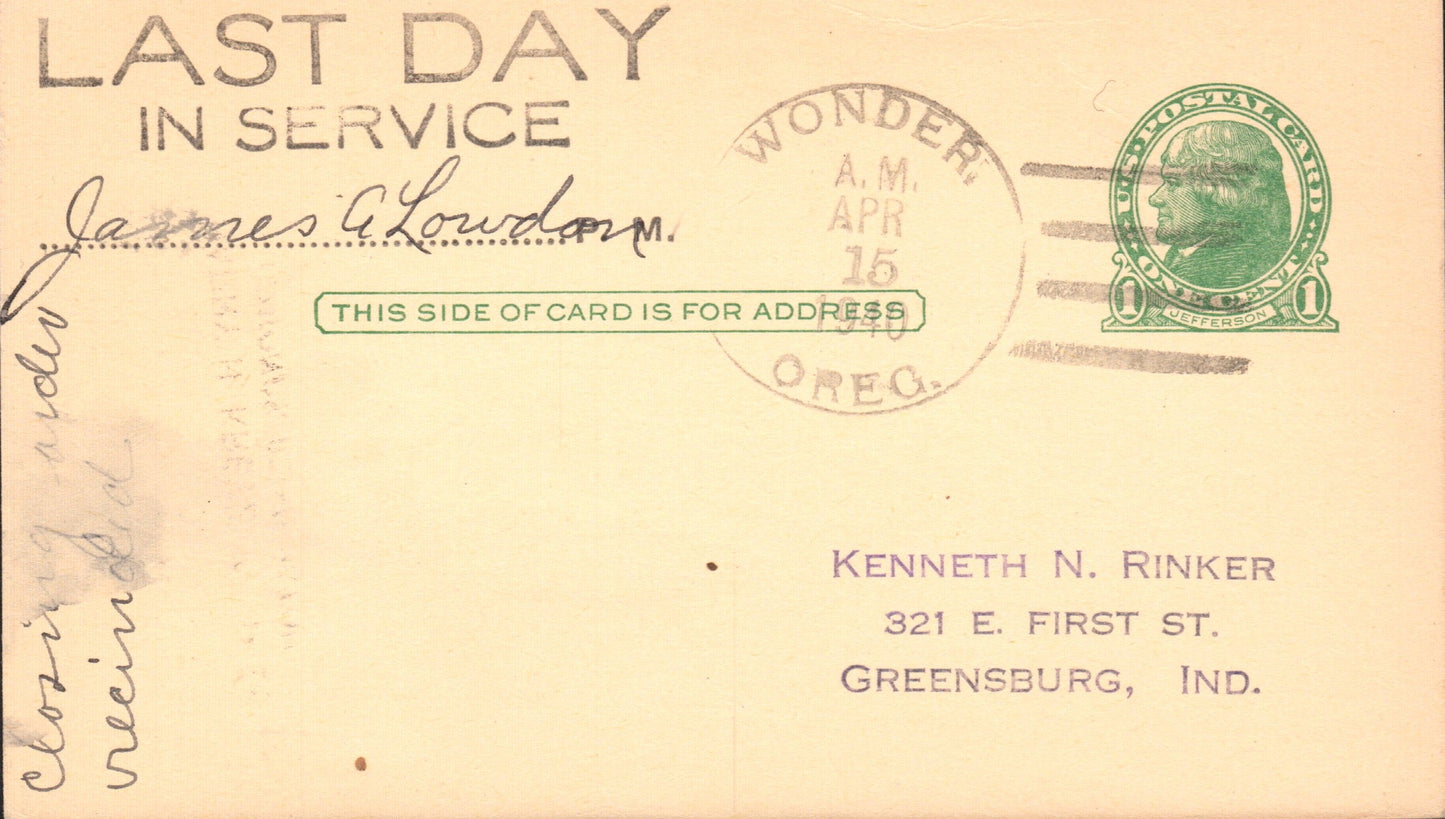 LAST DAY
IN SERVICE
James A Lowdon P.M.
WONDER,
A.M.
APR
15
1940
OREG.
U.S. POSTAL CARD
ONE CENT
1 JEFFERSON 1
THIS SIDE OF CARD IS FOR ADDRESS
closing order
recinded
KENNETH N. RINKER
321 E. FIRST ST.
GREENSBURG, IND.